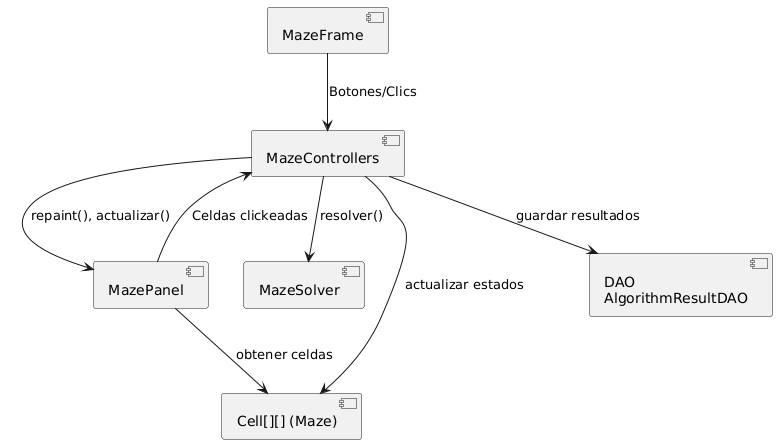 MazeFrame
Botones/Clics
MazeControllers
repaint(), actualizar()
Celdas clickeadas
resolver()
guardar resultados
MazePanel
MazeSolver
actualizar estados
DAO
AlgorithmResultDAO
obtener celdas
Cell[][] (Maze)